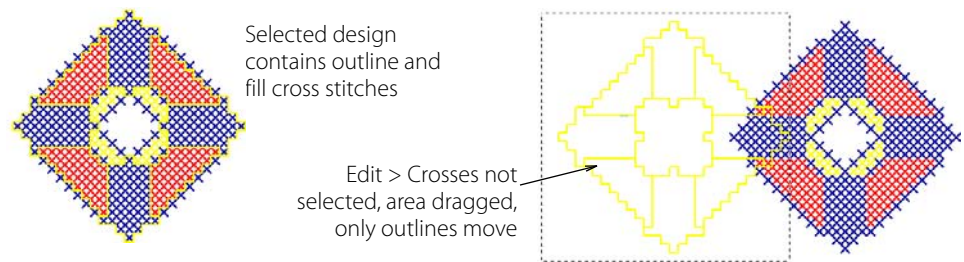 Selected design
contains outline and
fill cross stitches
Edit > Crosses not
selected, area dragged,
only outlines move